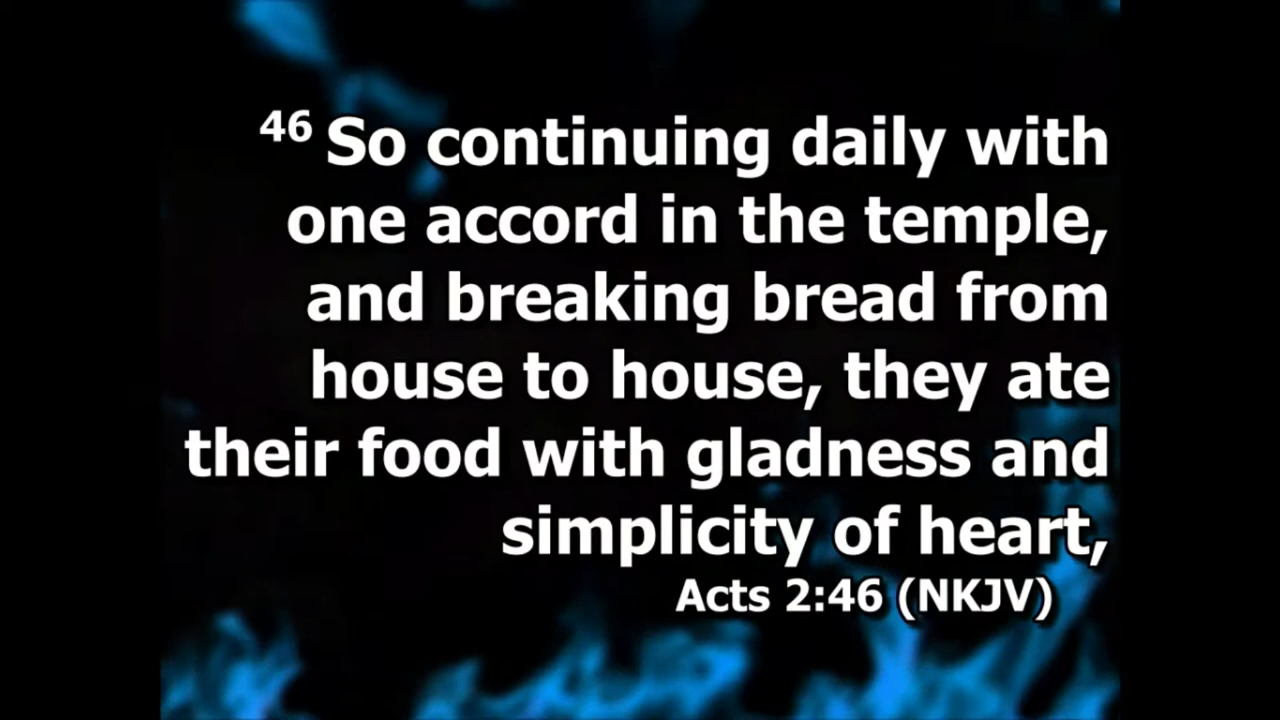 46 So continuing daily with
one accord in the temple,
and breaking bread from
house to house, they ate
their food with gladness and
simplicity of heart,
Acts 2:46 (NKJV)